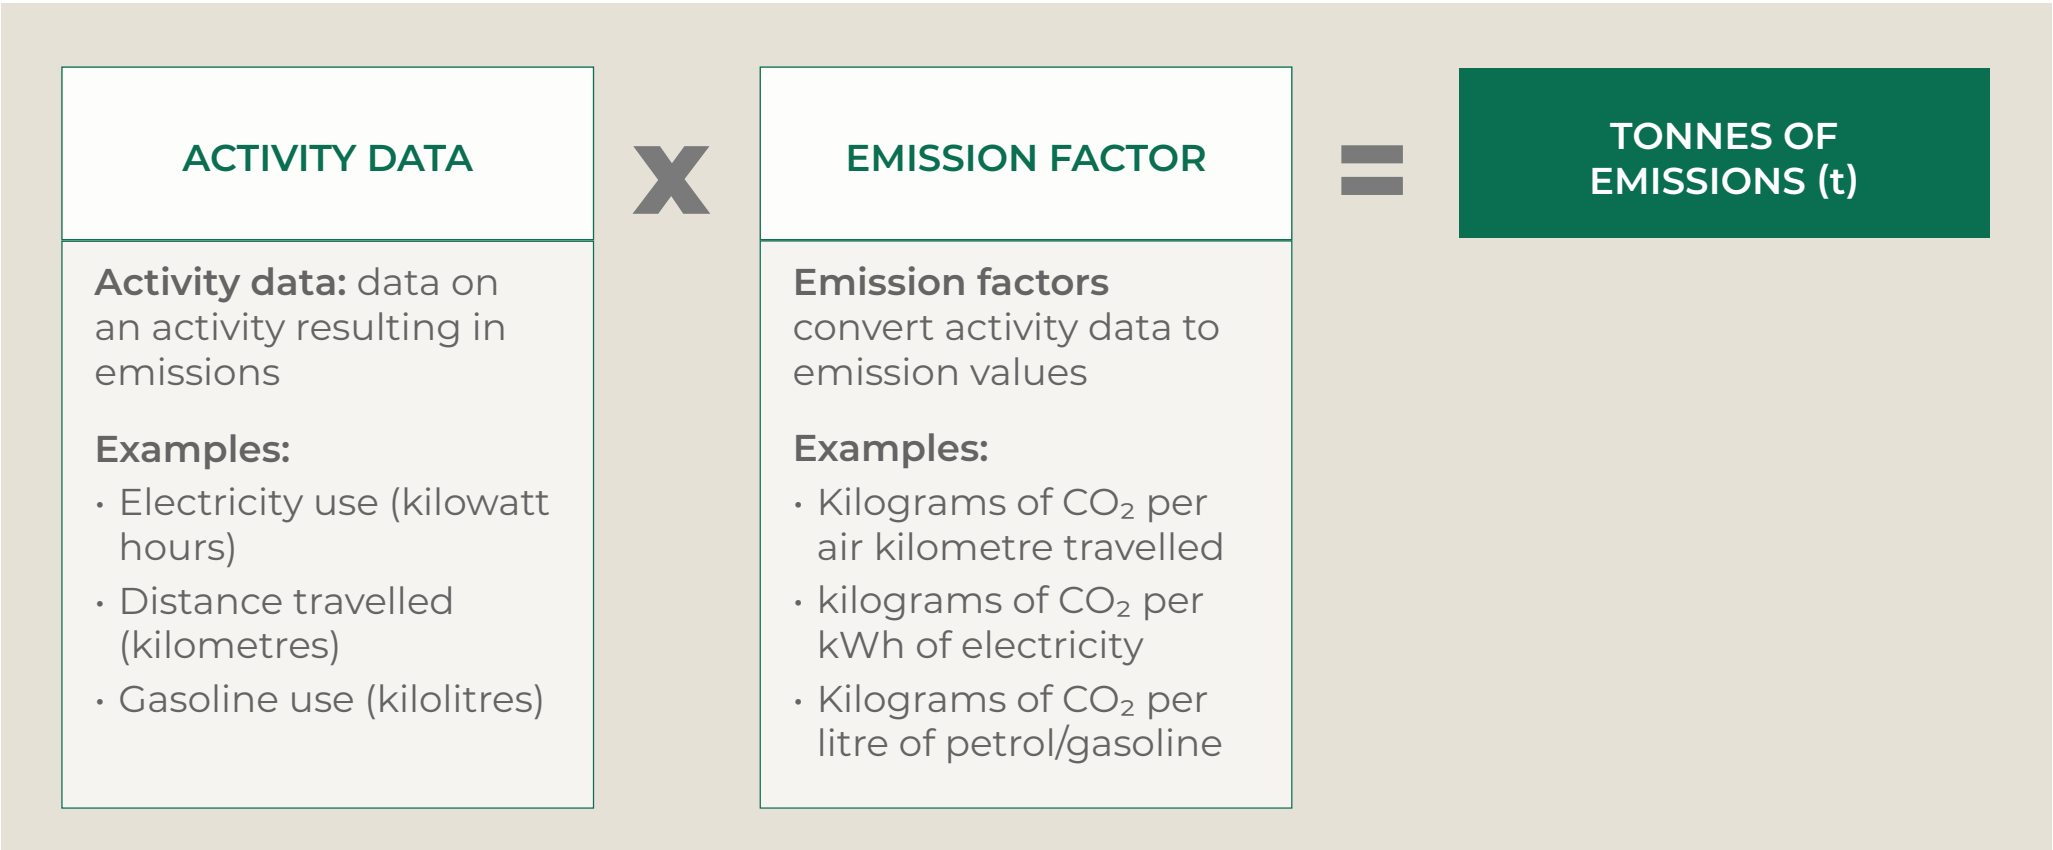 ACTIVITY DATA
x
EMISSION FACTOR
=
TONNES OF
EMISSIONS (t)
Activity data: data on
an activity resulting in
emissions
Examples:
· Electricity use (kilowatt
hours)
· Distance travelled
(kilometres)
· Gasoline use (kilolitres)
Emission factors
convert activity data to
emission values
Examples:
· Kilograms of CO₂ per
air kilometre travelled
· kilograms of CO₂ per
kWh of electricity
· Kilograms of CO₂ per
litre of petrol/gasoline